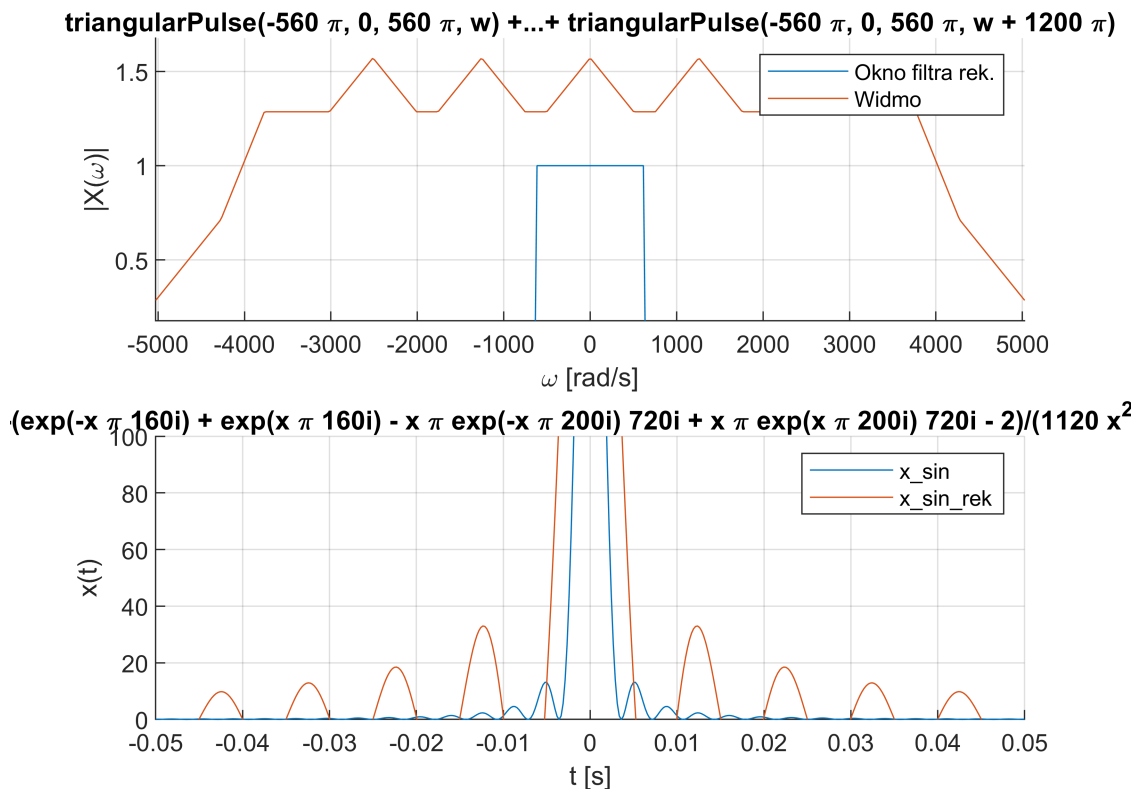 triangularPulse(-560 π, 0, 560 π, w) +...+ triangularPulse(-560 π, 0, 560 π, w + 1200 π)
1.5
1
0.5
|X(ω)|
Okno filtra rek.
Widmo
-5000 -4000 -3000 -2000 -1000 0 1000 2000 3000 4000 5000
ω [rad/s]
(exp(-x π 160i) + exp(x π 160i) - x π exp(-x π 200i) 720i + x π exp(x π 200i) 720i - 2)/(1120 x²
100
80
60
40
20
0
x(t)
x_sin
x_sin_rek
-0.05 -0.04 -0.03 -0.02 -0.01 0 0.01 0.02 0.03 0.04 0.05
t [s]